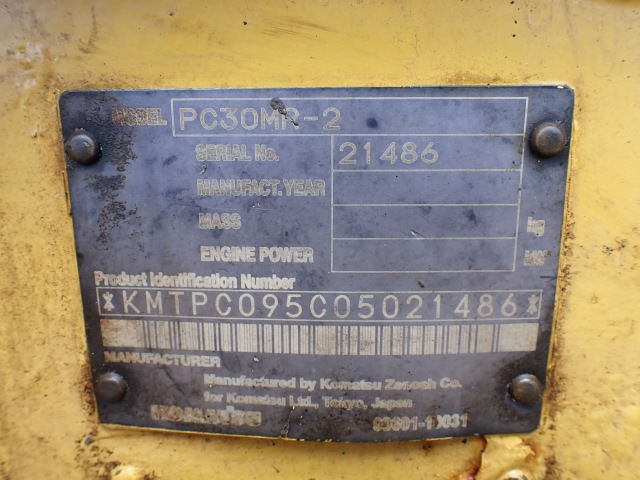 MODEL PC30MR-2
SERIAL No. 21486
MANUFACT. YEAR
MASS kg
ENGINE POWER kW
Product Identification Number
*KMTPC095C05021486*
MANUFACTURER
Manufactured by Komatsu Zenoah Co.
for Komatsu Ltd., Tokyo, Japan
KOMATSU